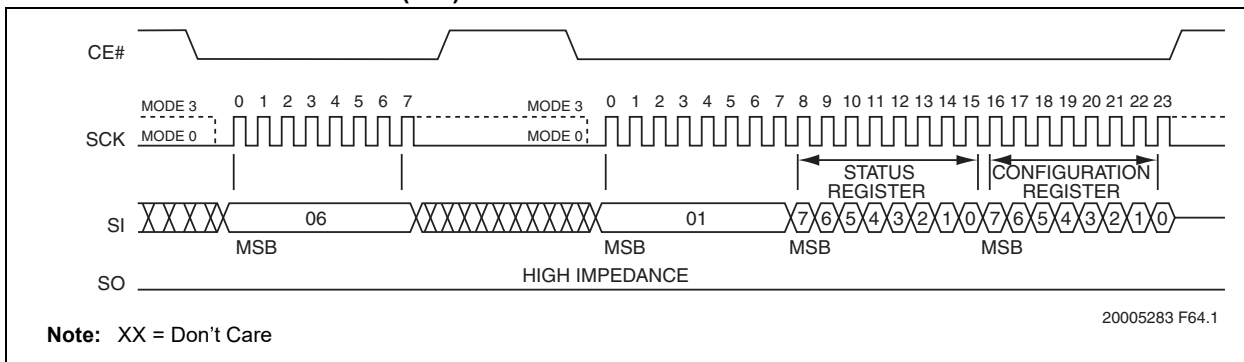 CE#
MODE 3 0 1 2 3 4 5 6 7 MODE 3 0 1 2 3 4 5 6 7 8 9 10 11 12 13 14 15 16 17 18 19 20 21 22 23
SCK MODE 0 MODE 0
STATUS REGISTER CONFIGURATION REGISTER
SI 06 01 7 6 5 4 3 2 1 0 7 6 5 4 3 2 1 0
MSB MSB MSB MSB
SO HIGH IMPEDANCE
20005283 F64.1
Note: XX = Don't Care